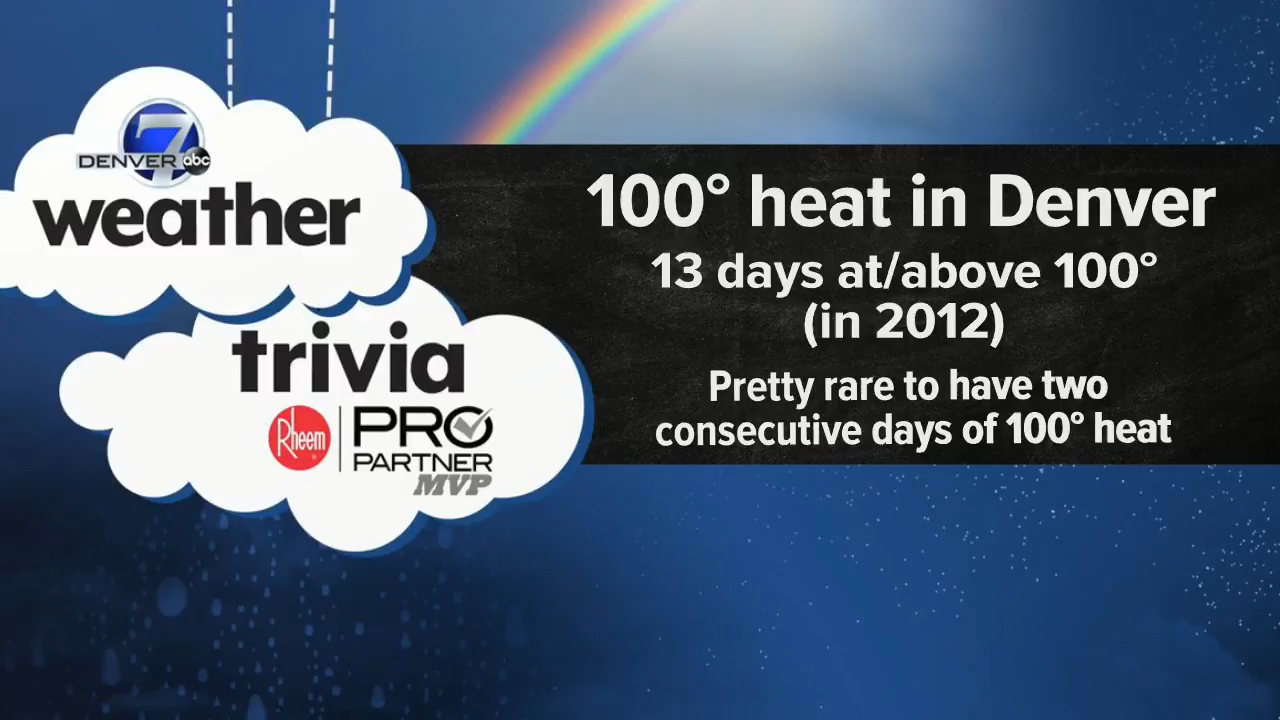 7
DENVER abc
weather
trivia
Rheem
PRO
PARTNER
MVP
100° heat in Denver
13 days at/above 100°
(in 2012)
Pretty rare to have two
consecutive days of 100° heat